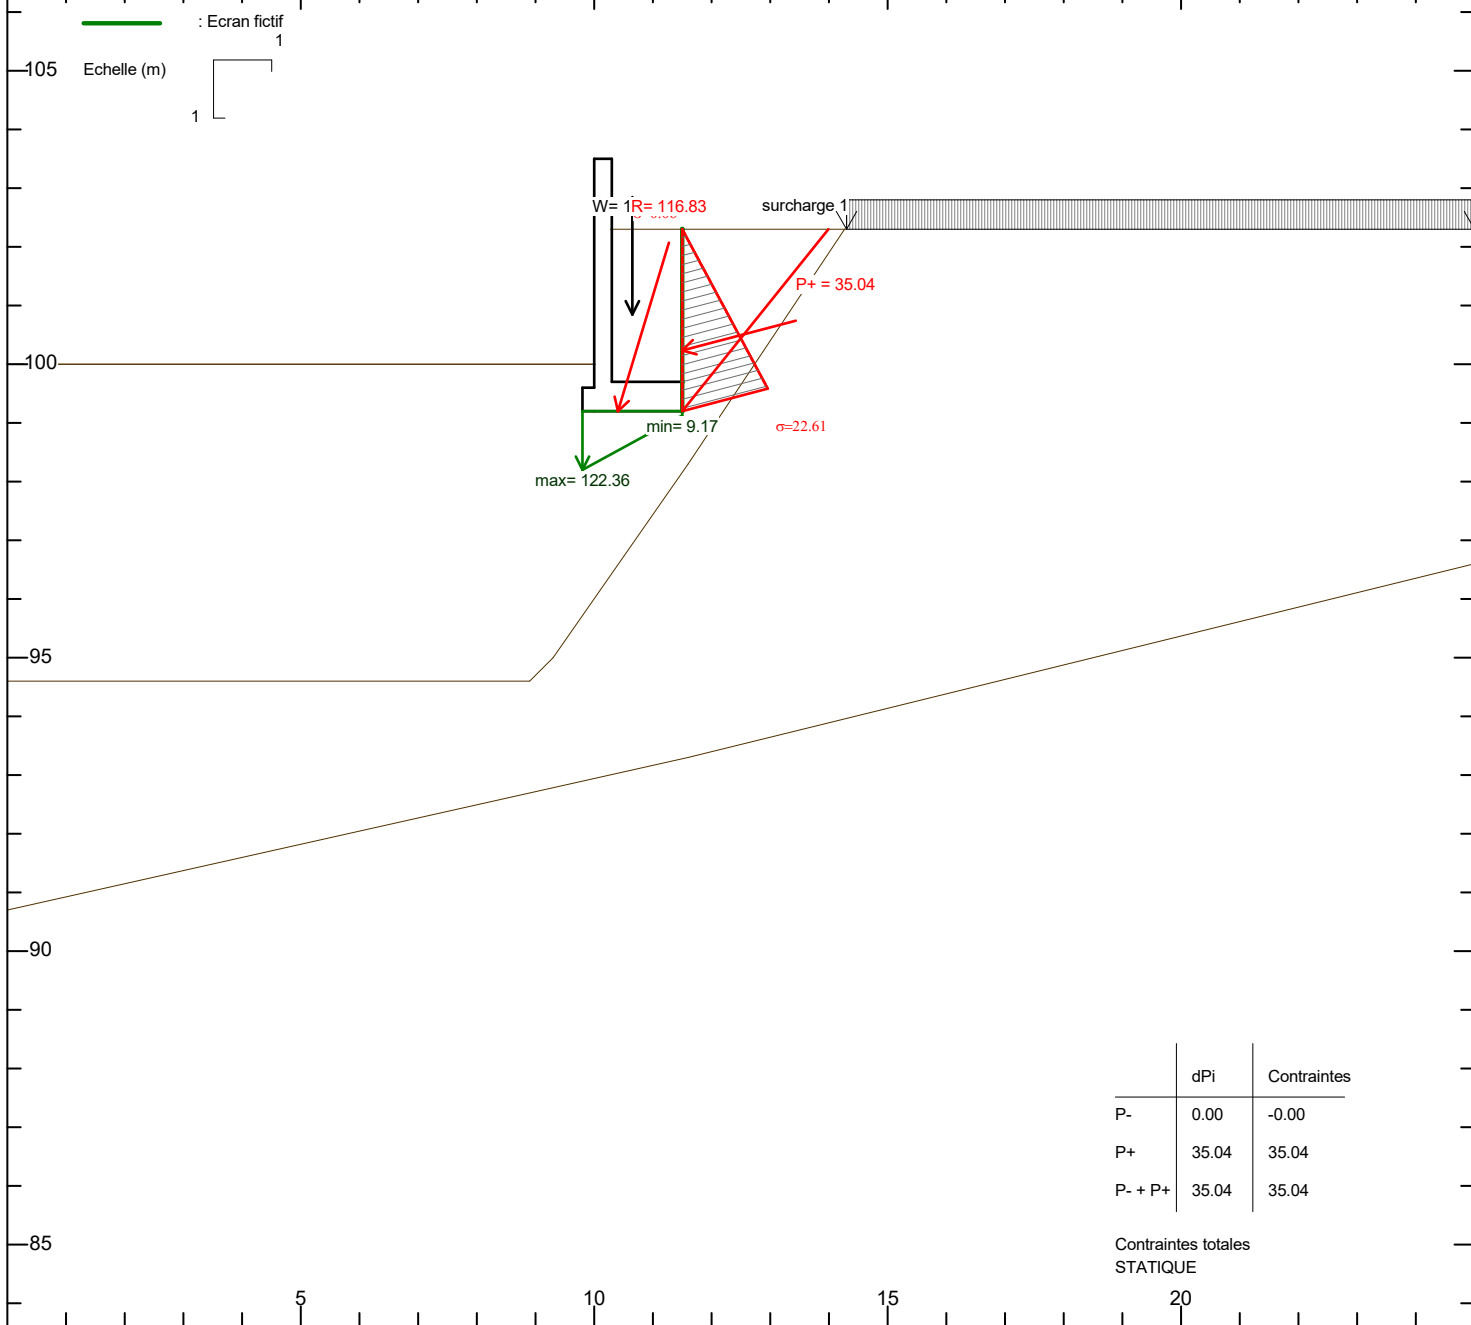 : Ecran fictif
1
Echelle (m)
1
105
100
95
90
85
W= 1
R= 116.83
surcharge 1
P+ = 35.04
min= 9.17
σ=22.61
max= 122.36
dPi Contraintes
P- 0.00 -0.00
P+ 35.04 35.04
P- + P+ 35.04 35.04
Contraintes totales
STATIQUE
5 10 15 20